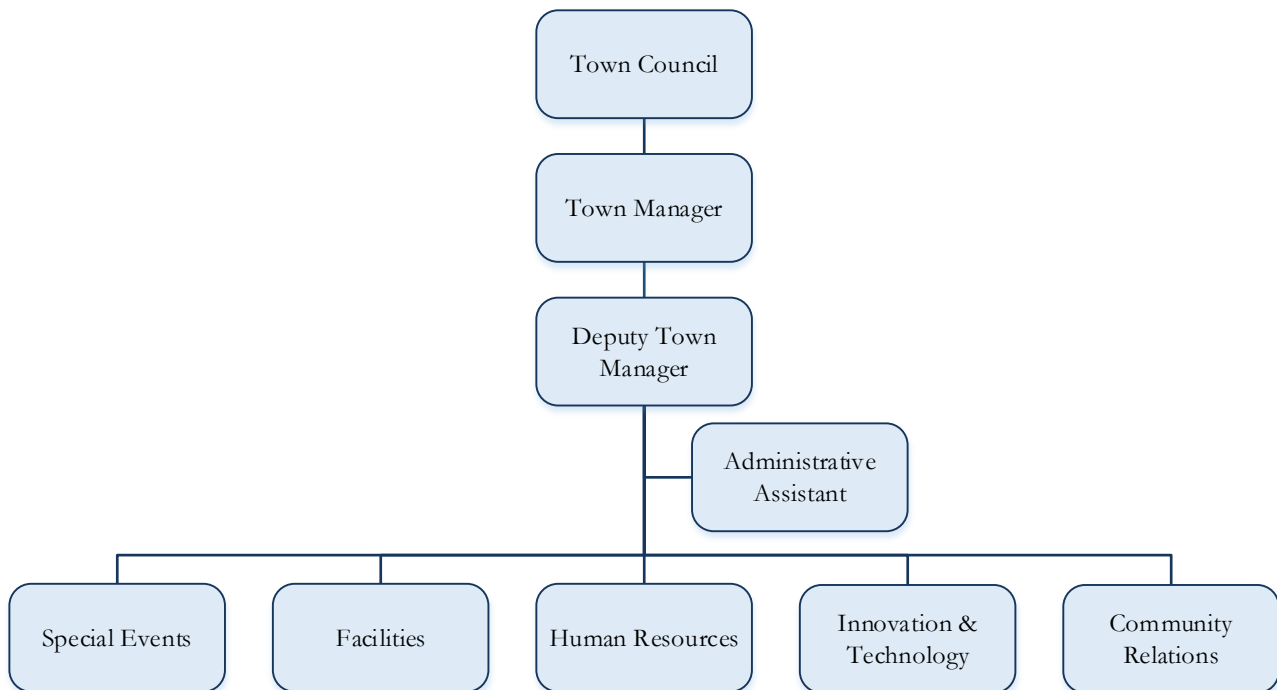 Town Council
Town Manager
Deputy Town
Manager
Administrative
Assistant
Special Events
Facilities
Human Resources
Innovation &
Technology
Community
Relations